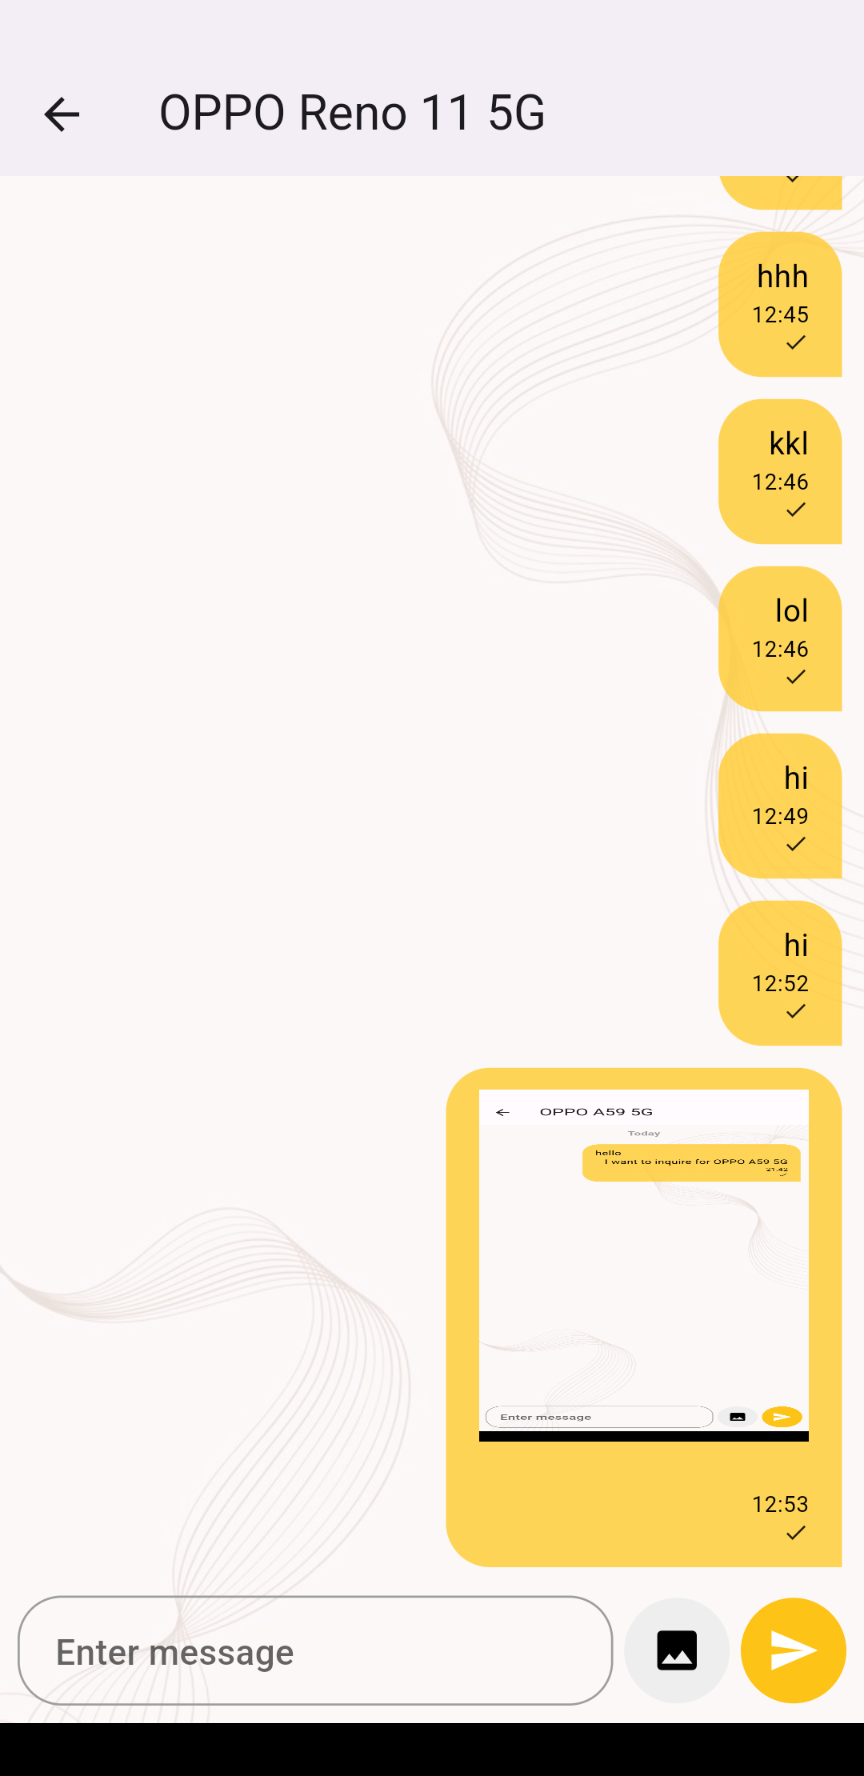 OPPO Reno 11 5G
hhh
12:45
kkl
12:46
lol
12:46
hi
12:49
hi
12:52
OPPO A59 5G
Today
hello
I want to inquire for OPPO A59 5G
21:42
Enter message
12:53
Enter message